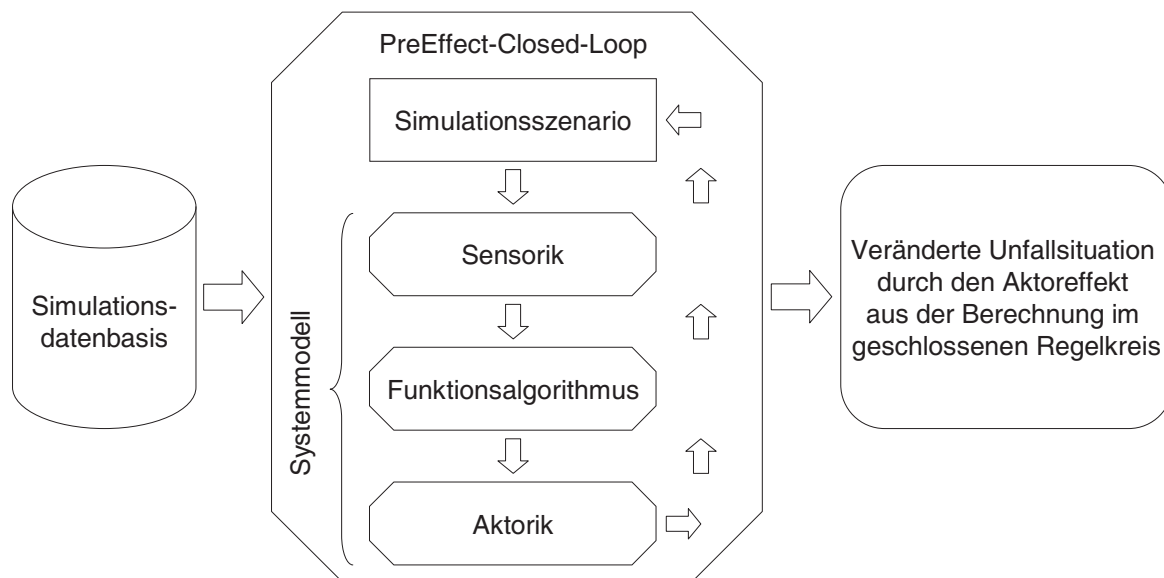 PreEffect-Closed-Loop
Simulationsszenario
Sensorik
Funktionsalgorithmus
Aktorik
Systemmodell
Simulations-
datenbasis
Veränderte Unfallsituation
durch den Aktoreffekt
aus der Berechnung im
geschlossenen Regelkreis